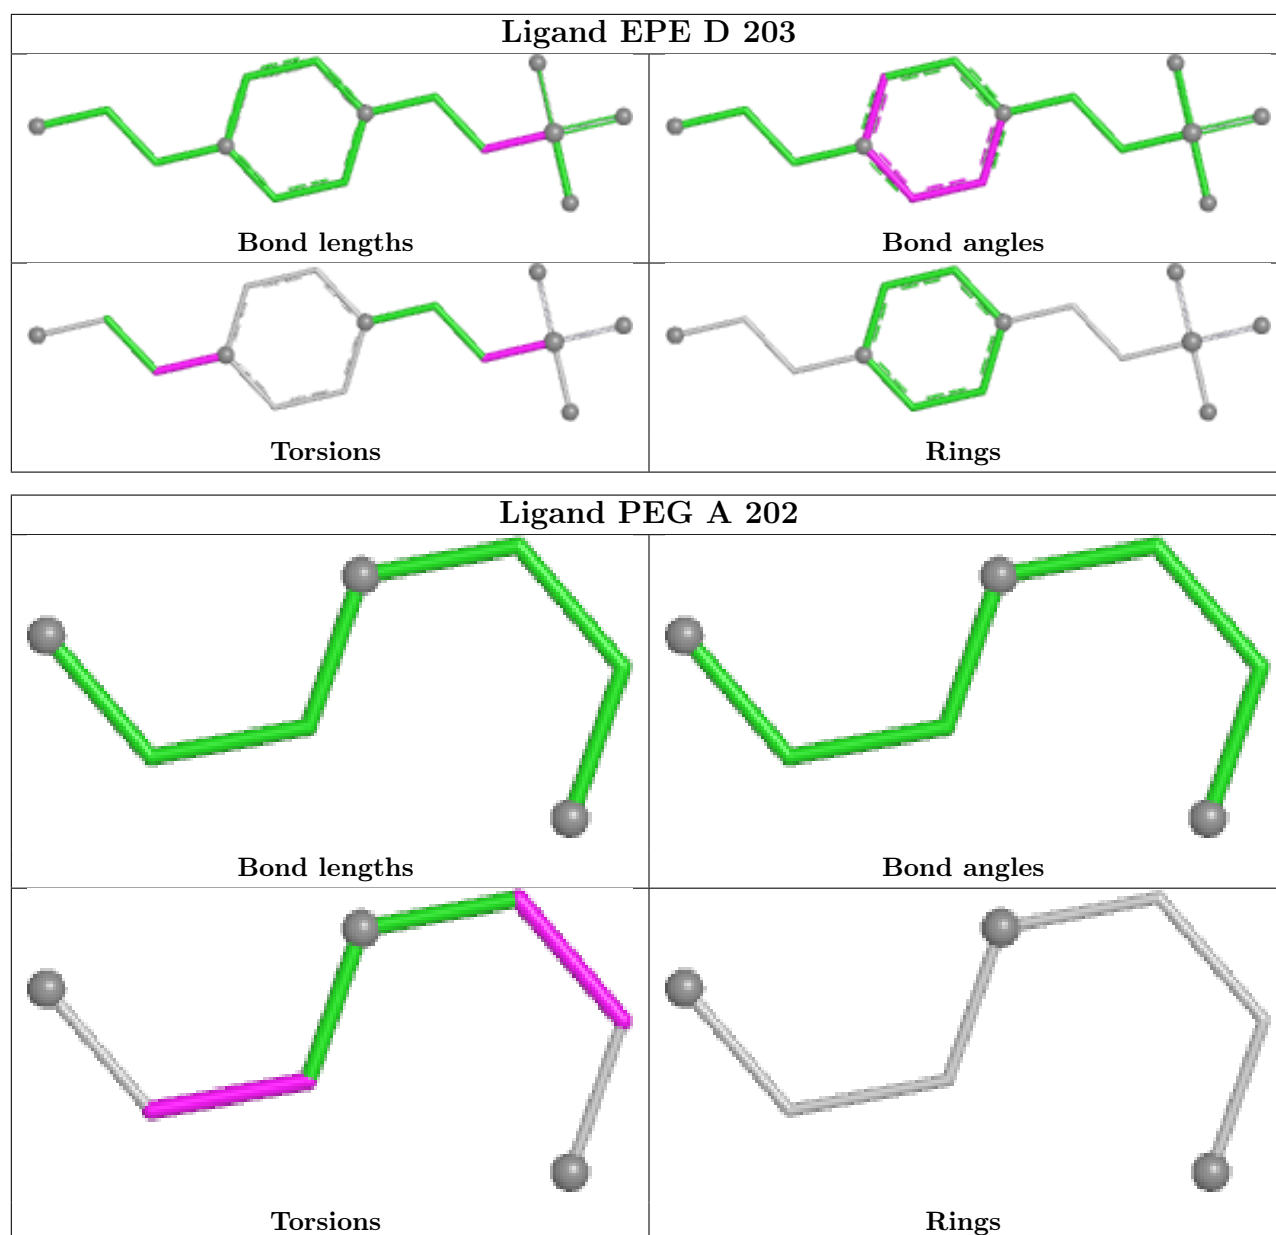 Ligand EPE D 203
Bond lengths
Bond angles
Torsions
Rings
Ligand PEG A 202
Bond lengths
Bond angles
Torsions
Rings